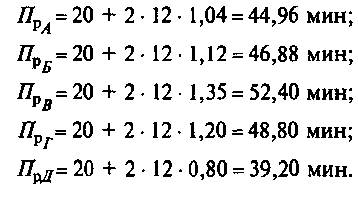 П_{р_А} = 20 + 2 · 12 · 1,04 = 44,96 мин;
П_{р_Б} = 20 + 2 · 12 · 1,12 = 46,88 мин;
П_{р_В} = 20 + 2 · 12 · 1,35 = 52,40 мин;
П_{р_Г} = 20 + 2 · 12 · 1,20 = 48,80 мин;
П_{р_Д} = 20 + 2 · 12 · 0,80 = 39,20 мин.